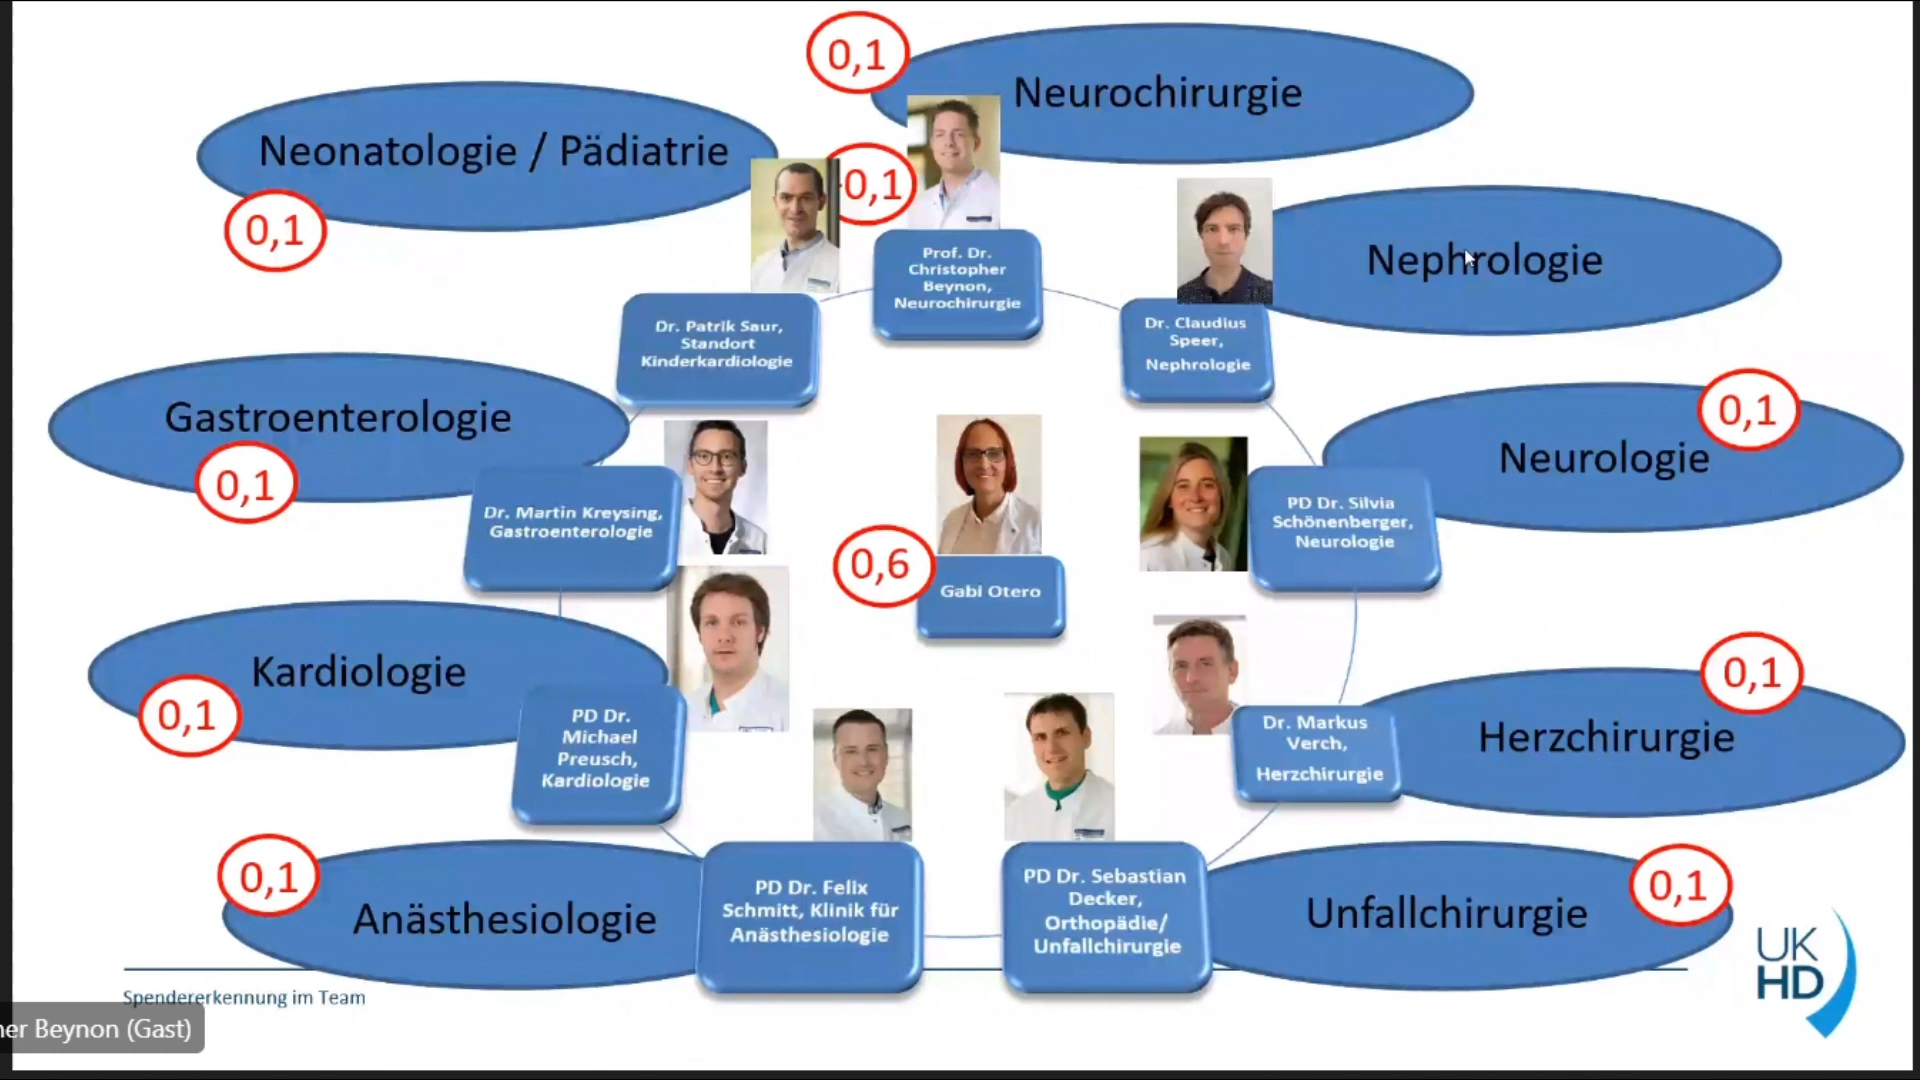 0,1
Neurochirurgie
Neonatologie / Pädiatrie
0,1
0,1
Prof. Dr.
Christopher
Beynon,
Neurochirurgie
Nephrologie
Dr. Patrik Saur,
Standort
Kinderkardiologie
Dr. Claudius
Speer,
Nephrologie
Gastroenterologie
0,1
Neurologie
0,1
Dr. Martin Kreysing,
Gastroenterologie
PD Dr. Silvia
Schönenberger,
Neurologie
0,6
Gabi Otero
Kardiologie
0,1
PD Dr.
Michael
Preusch,
Kardiologie
Dr. Markus
Verch,
Herzchirurgie
Herzchirurgie
0,1
0,1
Anästhesiologie
PD Dr. Felix
Schmitt, Klinik für
Anästhesiologie
PD Dr. Sebastian
Decker,
Orthopädie/
Unfallchirurgie
Unfallchirurgie
0,1
UK
HD
Spendererkennung im Team
her Beynon (Gast)